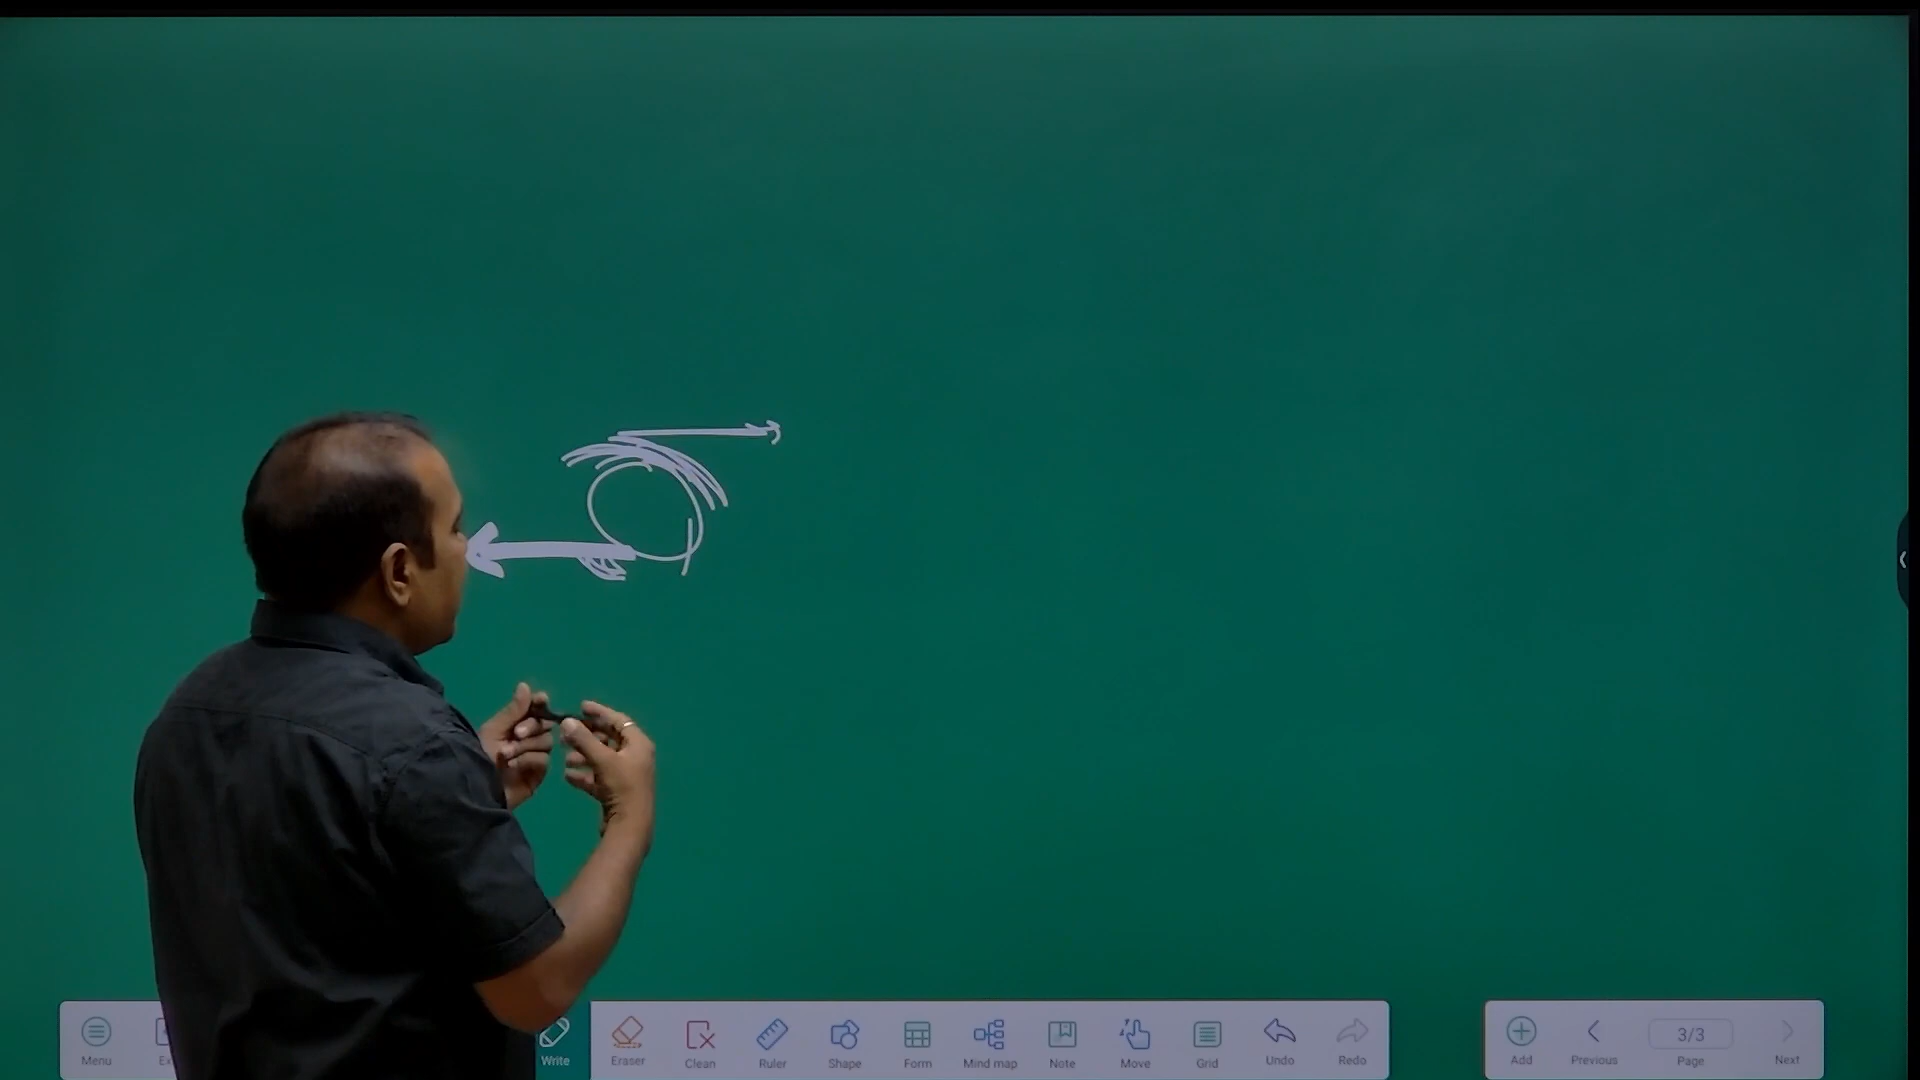 Menu
Write
Eraser
Clean
Ruler
Shape
Form
Mind map
Note
Move
Grid
Undo
Redo
Add
Previous
3/3
Page
Next